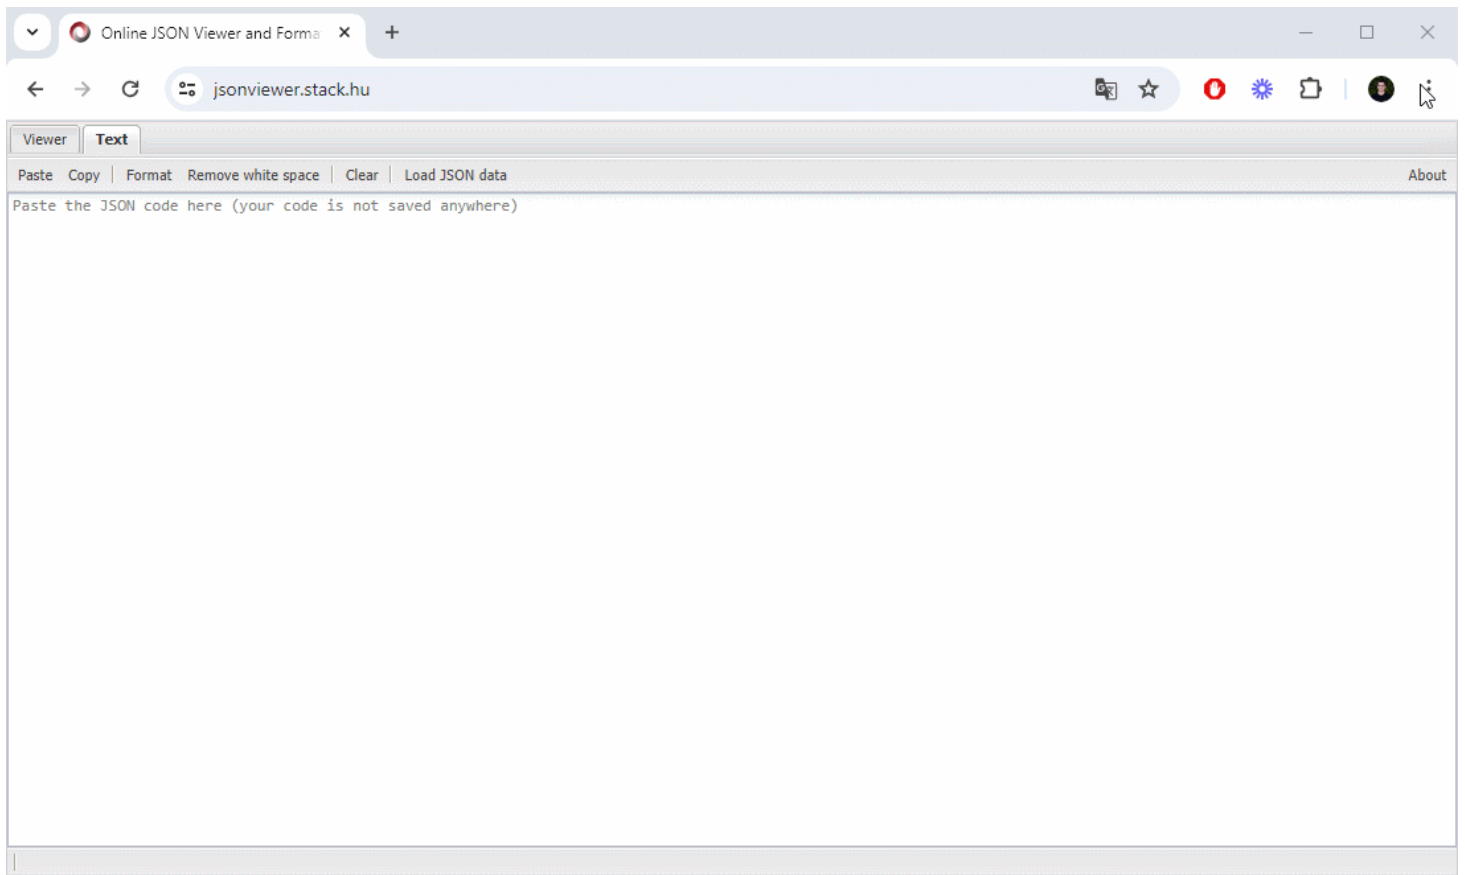 Online JSON Viewer and Forma
jsonviewer.stack.hu
Viewer Text
Paste Copy Format Remove white space Clear Load JSON data About
Paste the JSON code here (your code is not saved anywhere)